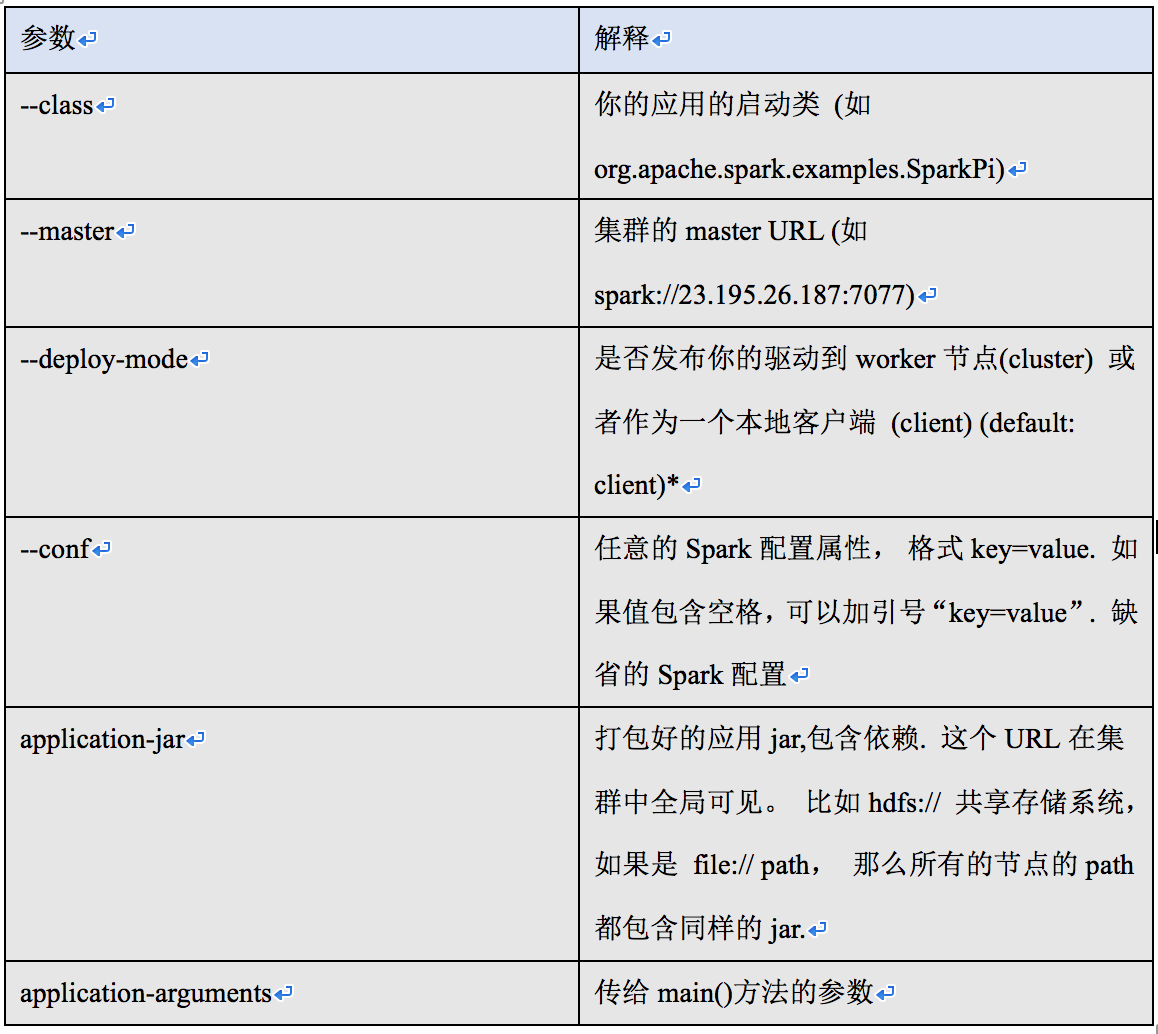 参数
解释
--class
你的应用的启动类 (如
org.apache.spark.examples.SparkPi)
--master
集群的 master URL (如
spark://23.195.26.187:7077)
--deploy-mode
是否发布你的驱动到 worker 节点(cluster) 或
者作为一个本地客户端 (client) (default:
client)*
--conf
任意的 Spark 配置属性， 格式 key=value. 如
果值包含空格，可以加引号“key=value”. 缺
省的 Spark 配置
application-jar
打包好的应用 jar,包含依赖. 这个 URL 在集
群中全局可见。 比如 hdfs:// 共享存储系统，
如果是 file:// path， 那么所有的节点的 path
都包含同样的 jar.
application-arguments
传给 main()方法的参数